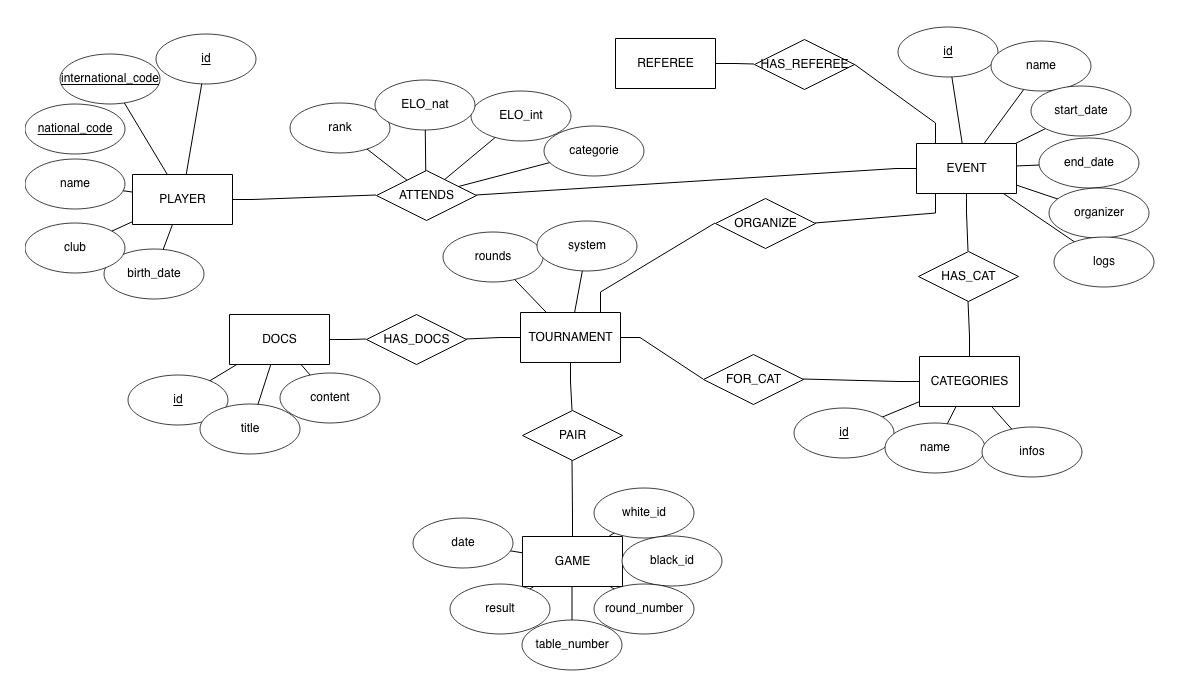 id
international_code
national_code
name
club
birth_date
PLAYER
rank
ELO_nat
ELO_int
categorie
ATTENDS
REFEREE
HAS_REFEREE
id
name
start_date
end_date
organizer
logs
EVENT
ORGANIZE
HAS_CAT
rounds
system
TOURNAMENT
DOCS
HAS_DOCS
id
title
content
FOR_CAT
CATEGORIES
id
name
infos
PAIR
GAME
date
white_id
black_id
result
round_number
table_number